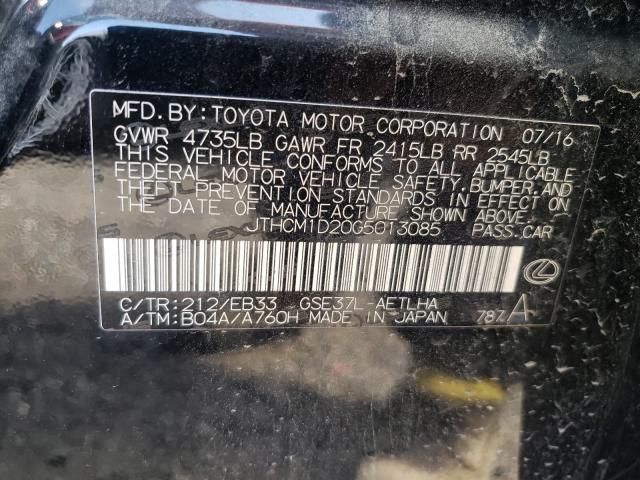 MFD. BY: TOYOTA MOTOR CORPORATION 07/16
GVWR 4735LB GAWR FR 2415LB RR 2545LB
THIS VEHICLE CONFORMS TO ALL APPLICABLE
FEDERAL MOTOR VEHICLE SAFETY, BUMPER, AND
THEFT PREVENTION STANDARDS IN EFFECT ON
THE DATE OF MANUFACTURE SHOWN ABOVE.
JTHCM1D20G5013085 PASS.CAR
C/TR:212/EB33 GSE37L-AETLHA
A/TM:B04A/A760H MADE IN JAPAN 787 A